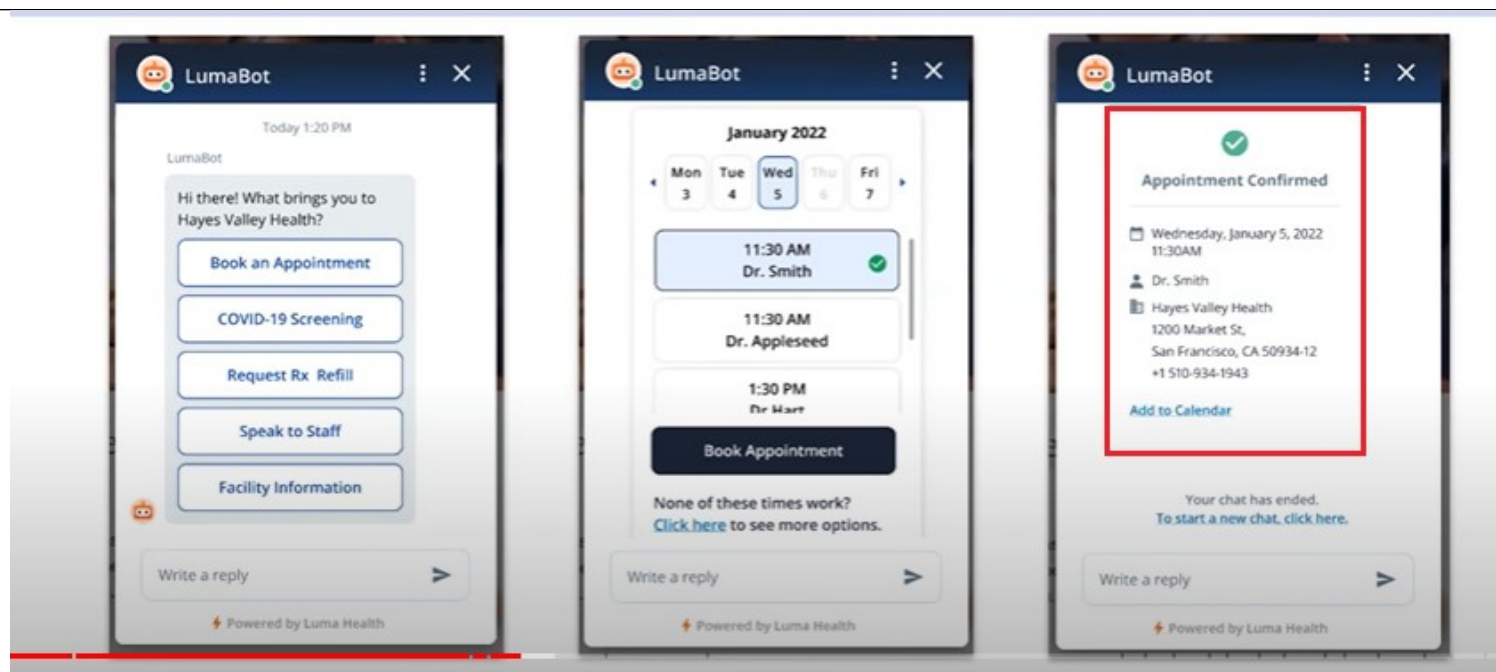 LumaBot
Today 1:20 PM
LumaBot
Hi there! What brings you to
Hayes Valley Health?
Book an Appointment
COVID-19 Screening
Request Rx Refill
Speak to Staff
Facility Information
Write a reply
Powered by Luma Health
LumaBot
January 2022
Mon Tue Wed Thu Fri
3 4 5 6 7
11:30 AM
Dr. Smith
11:30 AM
Dr. Appleseed
1:30 PM
Dr Hart
Book Appointment
None of these times work?
Click here to see more options.
Write a reply
Powered by Luma Health
LumaBot
Appointment Confirmed
Wednesday, January 5, 2022
11:30AM
Dr. Smith
Hayes Valley Health
1200 Market St,
San Francisco, CA 50934-12
+1 510-934-1943
Add to Calendar
Your chat has ended.
To start a new chat, click here.
Write a reply
Powered by Luma Health